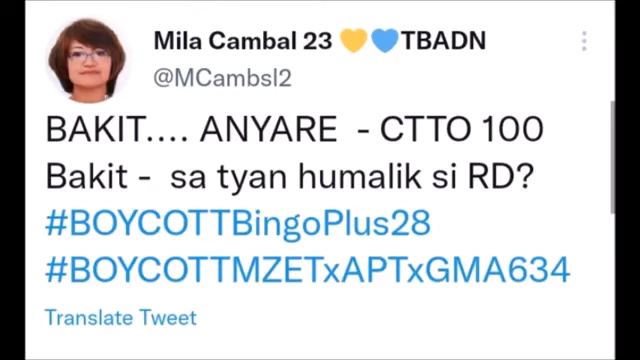 Mila Cambal 23 💛💙TBADN
@MCambsl2
BAKIT.... ANYARE - CTTO 100
Bakit - sa tyan humalik si RD?
#BOYCOTTBingoPlus28
#BOYCOTTMZETxAPTxGMA634
Translate Tweet